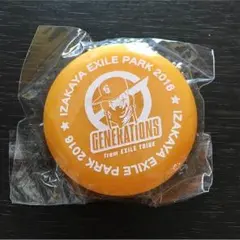 IZAKAYA EXILE PARK 2016 ★
IZAKAYA EXILE PARK 2016 ★
G
GENERATIONS
from EXILE TRIBE